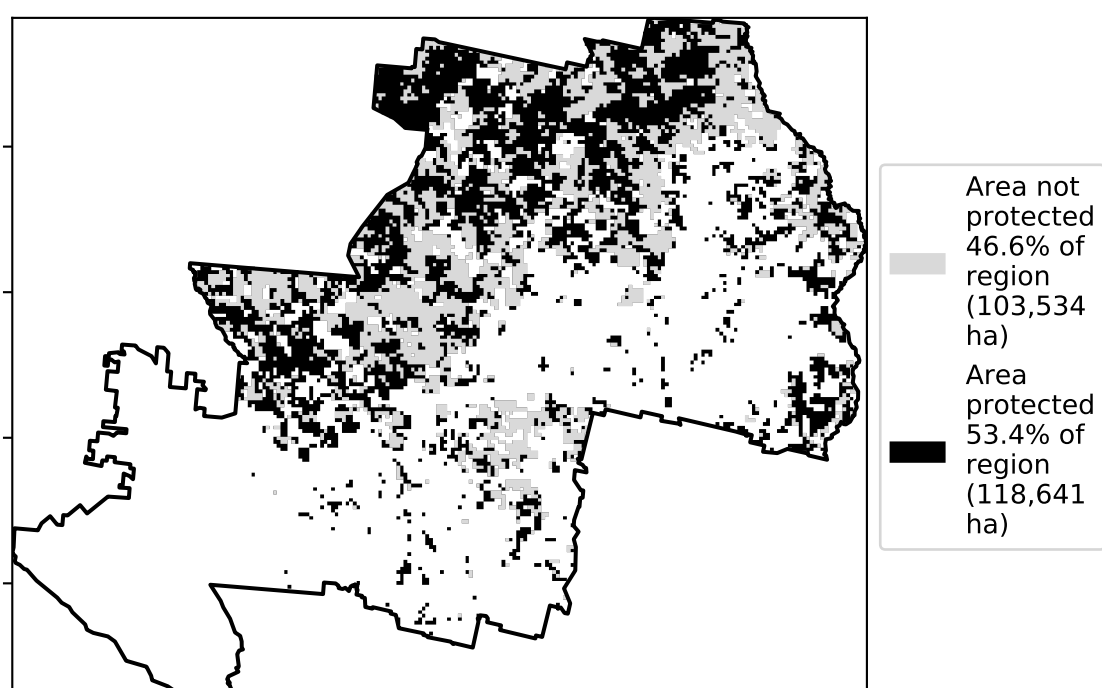 Area not
protected
46.6% of
region
(103,534
ha)
Area
protected
53.4% of
region
(118,641
ha)